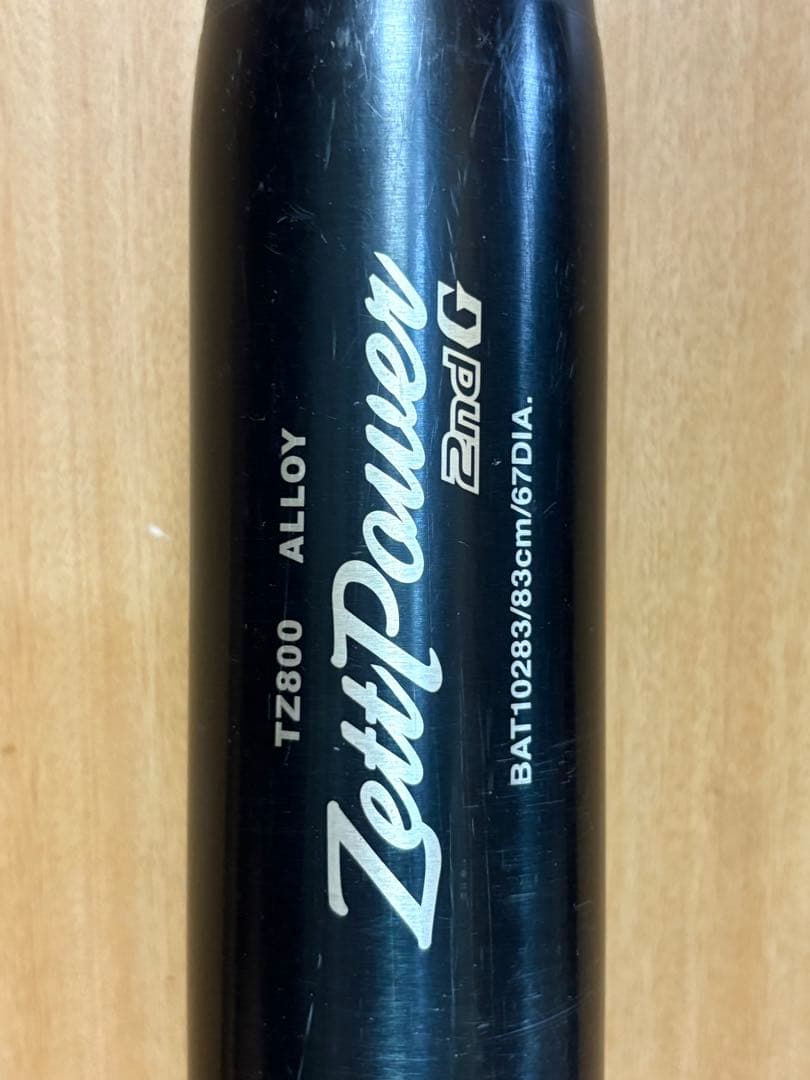 TZ800 ALLOY
ZettPower
2nd G
BAT10283/83cm/67DIA.